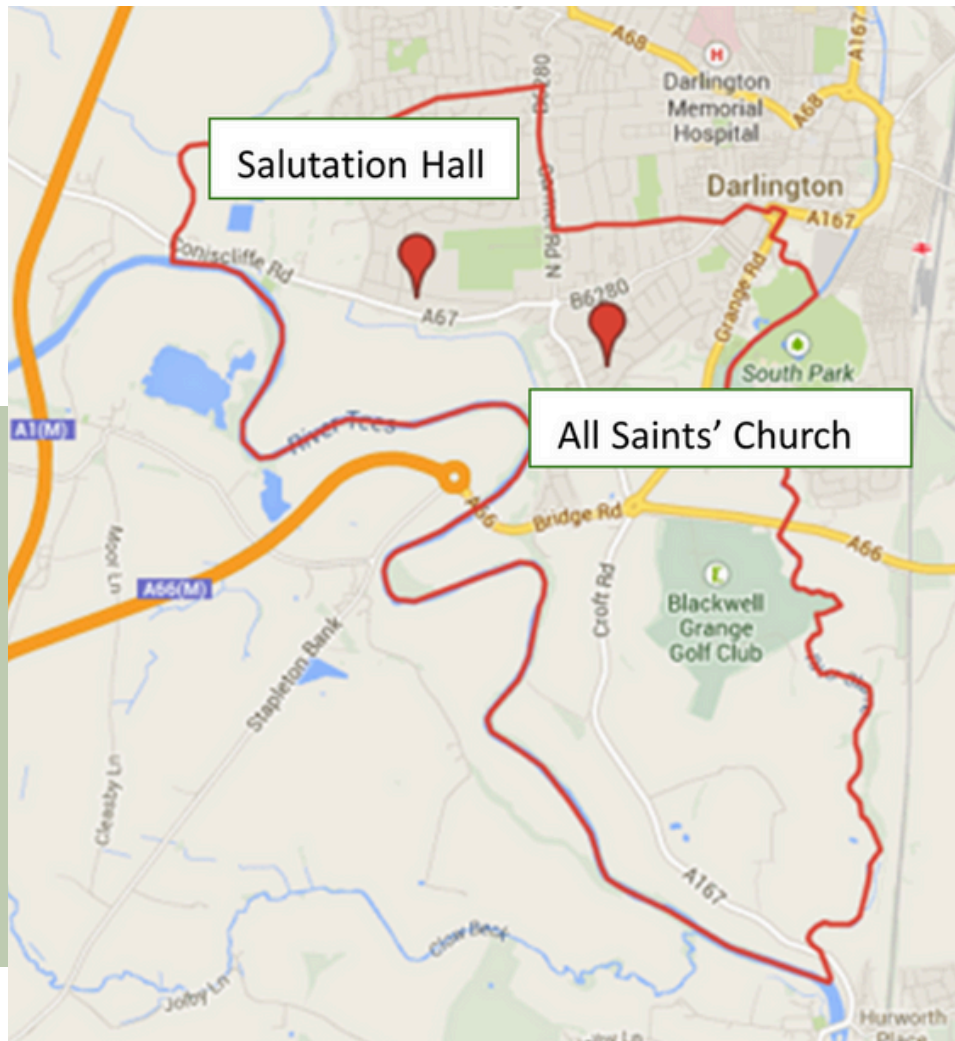 A68
A167
H
Darlington
Memorial
Hospital
A68
Salutation Hall
Darlington
A167
Coniscliffe Rd
N
Rd
B6280
A67
Grange Rd
South Park
All Saints’ Church
A1(M)
River Tees
A66
Bridge Rd
A66
Moor Ln
A66(M)
Croft Rd
Blackwell
Grange
Golf Club
Stapleton Bank
Cleasby Ln
A167
Clow Beck
Jolby Ln
Hurworth
Place